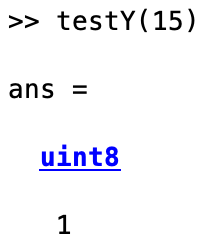 >> testY(15)
ans =
uint8
1